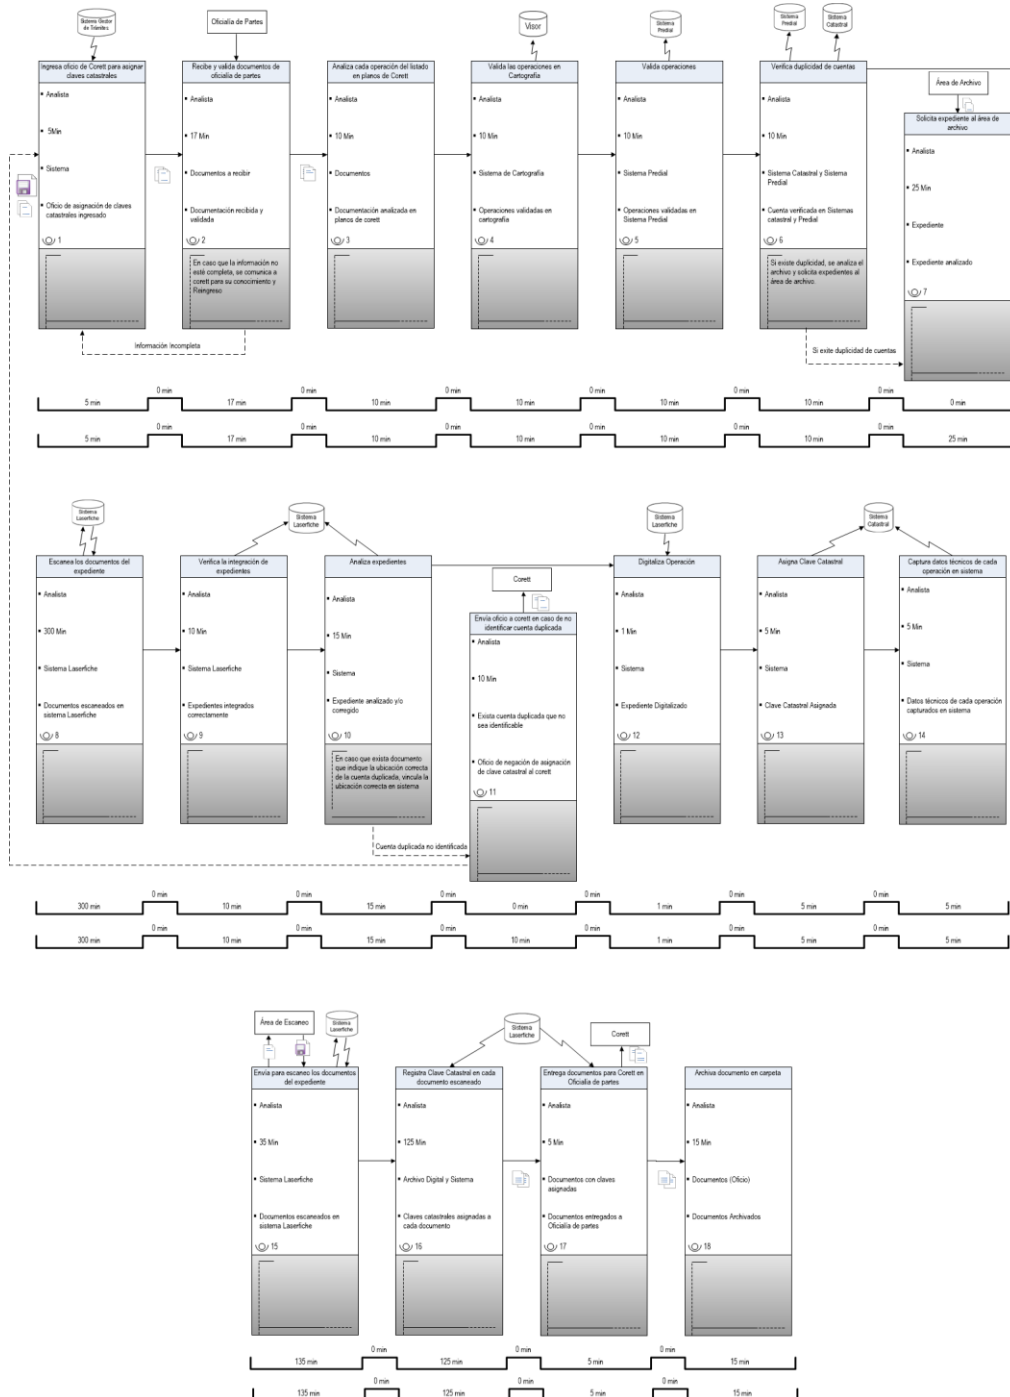 Sistema Gestor
de Trámites
Oficialía de Partes
Visor
Sistema
Predial
Sistema
Predial
Sistema
Catastral
Ingresa oficio de Corett para asignar
claves catastrales
• Analista
• 5Min
• Sistema
• Oficio de asignación de claves
catastrales ingresado
1
Recibe y valida documentos de
oficialia de partes
• Analista
• 17 Min
• Documentos a recibir
• Documentación recibida y
validada
2
En caso que la información no
esté completa, se comunica a
corett para su conocimiento y
Reingreso
Analiza cada operación del listado
en planos de Corett
• Analista
• 10 Min
• Documentos
• Documentación analizada en
planos de corett
3
Valida las operaciones en
Cartografía
• Analista
• 10 Min
• Sistema de Cartografía
• Operaciones validadas en
cartografía
4
Valida operaciones
• Analista
• 10 Min
• Sistema Predial
• Operaciones validadas en
Sistema Predial
5
Verifica duplicidad de cuentas
• Analista
• 10 Min
• Sistema Catastral y Sistema
Predial
• Cuenta verificada en Sistemas
catastral y Predial
6
Si existe duplicidad, se analiza el
archivo y solicita expedientes al
área de archivo.
Área de Archivo
Solicita expediente al área de
archivo
• Analista
• 25 Min
• Expediente
• Expediente analizado
7
Información Incompleta
Si exite duplicidad de cuentas
0 min 0 min 0 min 0 min 0 min 0 min
5 min 17 min 10 min 10 min 10 min 10 min 0 min
0 min 0 min 0 min 0 min 0 min 0 min
5 min 17 min 10 min 10 min 10 min 10 min 25 min
Sistema
Laserfiche
Sistema
Laserfiche
Sistema
Laserfiche
Sistema
Catastral
Escanea los documentos del
expediente
• Analista
• 300 Min
• Sistema Laserfiche
• Documentos escaneados en
sistema Laserfiche
8
Verifica la integración de
expedientes
• Analista
• 10 Min
• Sistema Laserfiche
• Expedientes integrados
correctamente
9
Analiza expedientes
• Analista
• 15 Min
• Sistema
• Expediente analizado y/o
corregido
10
En caso que exista documento
que indique la ubicación correcta
de la cuenta duplicada, vincula la
ubicación correcta en sistema
Corett
Envía oficio a corett en caso de no
identificar cuenta duplicada
• Analista
• 10 Min
• Exista cuenta duplicada que no
sea identificable
• Oficio de negación de asignación
de clave catastral al corett
11
Digitaliza Operación
• Analista
• 1 Min
• Sistema
• Expediente Digitalizado
12
Asigna Clave Catastral
• Analista
• 5 Min
• Sistema
• Clave Catastral Asignada
13
Captura datos técnicos de cada
operación en sistema
• Analista
• 5 Min
• Sistema
• Datos técnicos de cada operación
capturados en sistema
14
Cuenta duplicada no identificada
0 min 0 min 0 min 0 min 0 min 0 min
300 min 10 min 15 min 0 min 1 min 5 min 5 min
0 min 0 min 0 min 0 min 0 min 0 min
300 min 10 min 15 min 10 min 1 min 5 min 5 min
Área de Escaneo
Sistema
Laserfiche
Sistema
Laserfiche
Corett
Envía para escaneo los documentos
del expediente
• Analista
• 35 Min
• Sistema Laserfiche
• Documentos escaneados en
sistema Laserfiche
15
Registra Clave Catastral en cada
documento escaneado
• Analista
• 125 Min
• Archivo Digital y Sistema
• Claves catastrales asignadas a
cada documento
16
Entrega documentos para Corett en
Oficialia de partes
• Analista
• 5 Min
• Documentos con claves
asignadas
• Documentos entregados a
Oficialia de partes
17
Archiva documento en carpeta
• Analista
• 15 Min
• Documentos (Oficio)
• Documentos Archivados
18
0 min 0 min 0 min
135 min 125 min 5 min 15 min
0 min 0 min 0 min
135 min 125 min 5 min 15 min